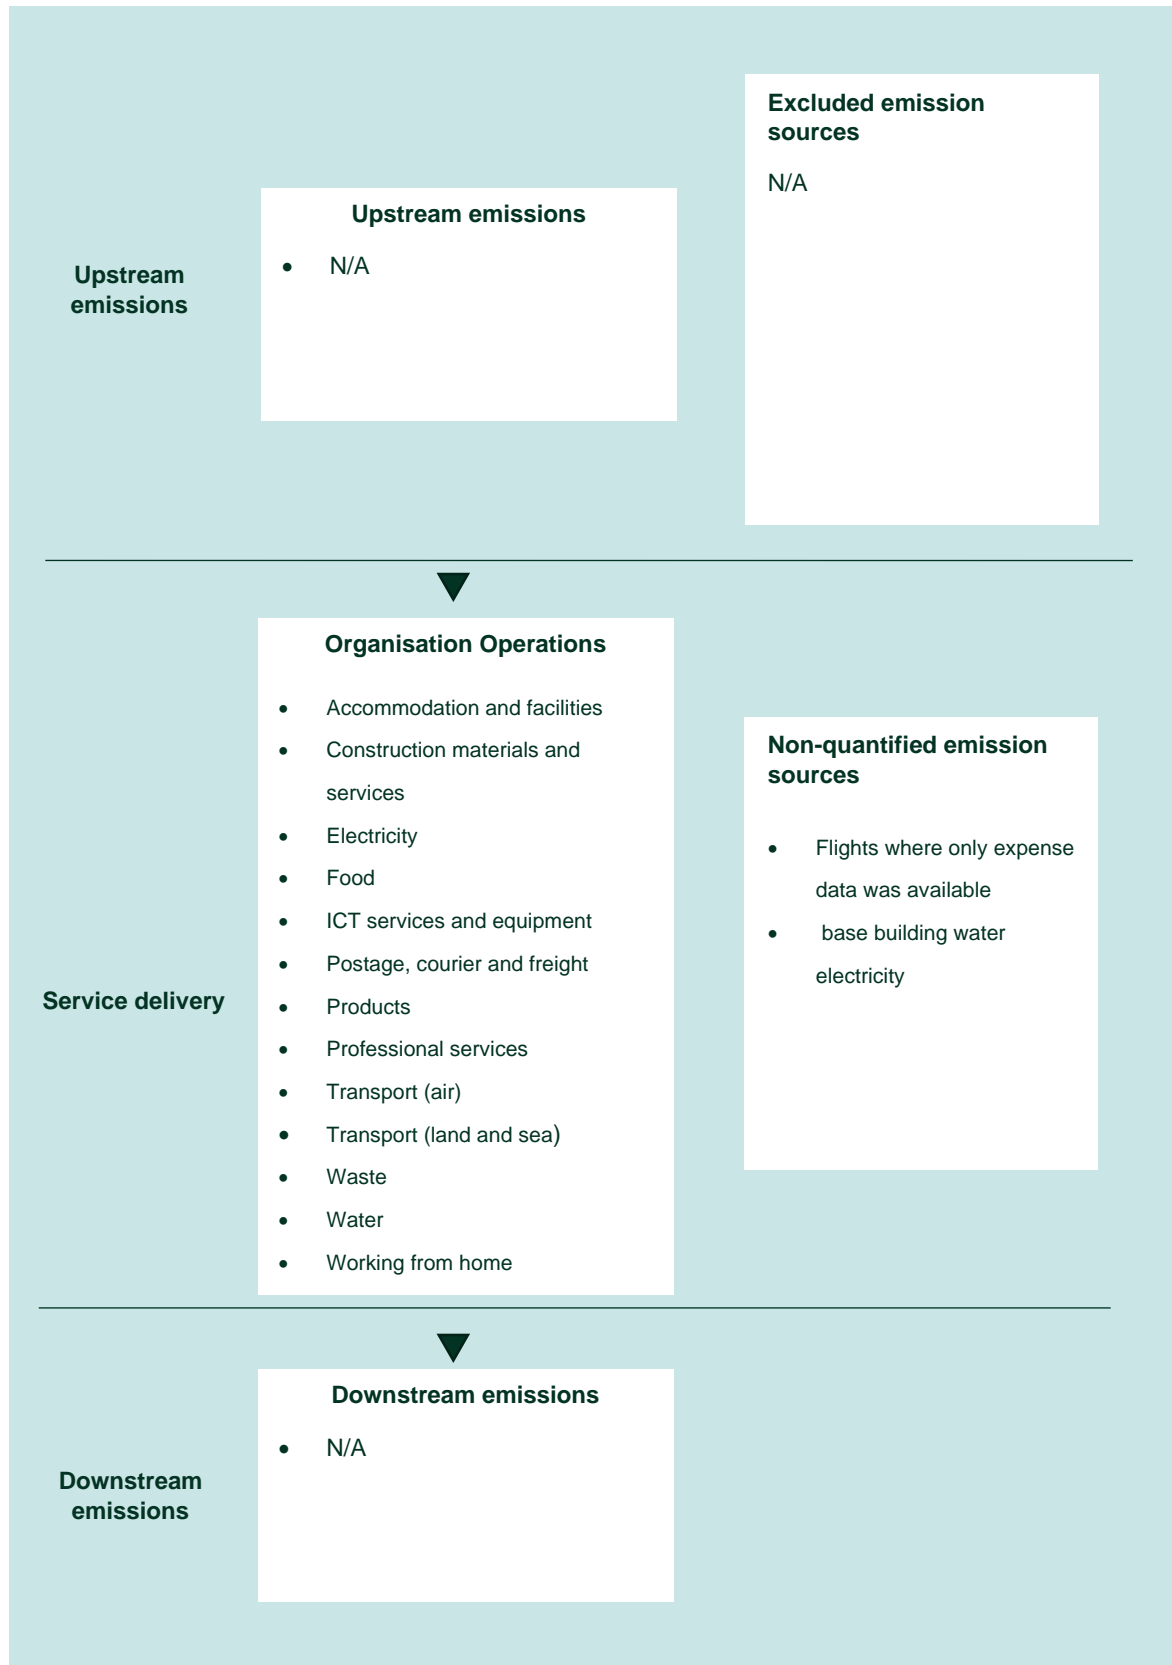 Excluded emission
sources
N/A
Upstream emissions
• N/A
Upstream
emissions
Organisation Operations
• Accommodation and facilities
• Construction materials and
services
• Electricity
• Food
• ICT services and equipment
• Postage, courier and freight
• Products
• Professional services
• Transport (air)
• Transport (land and sea)
• Waste
• Water
• Working from home
Service delivery
Non-quantified emission
sources
• Flights where only expense
data was available
• base building water
electricity
Downstream emissions
• N/A
Downstream
emissions